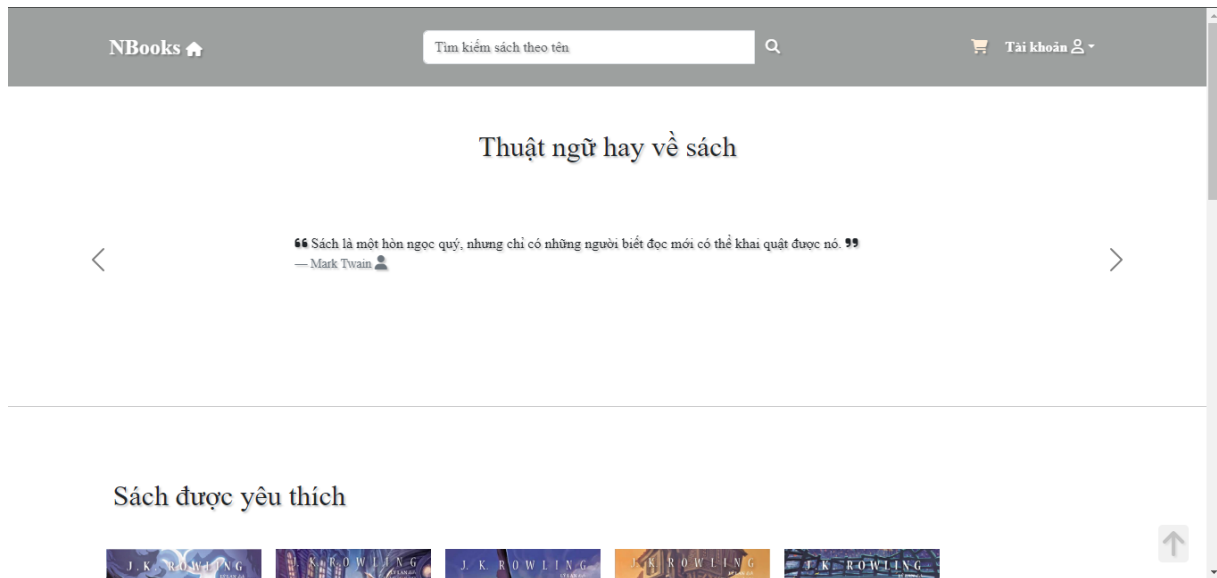 NBooks
Tìm kiếm sách theo tên
Tài khoản
Thuật ngữ hay về sách
❝ Sách là một hòn ngọc quý, nhưng chỉ có những người biết đọc mới có thể khai quật được nó. ❞
— Mark Twain
Sách được yêu thích
J. K. ROWLING
J. K. ROWLING
J. K. ROWLING
J. K. ROWLING
J. K. ROWLING